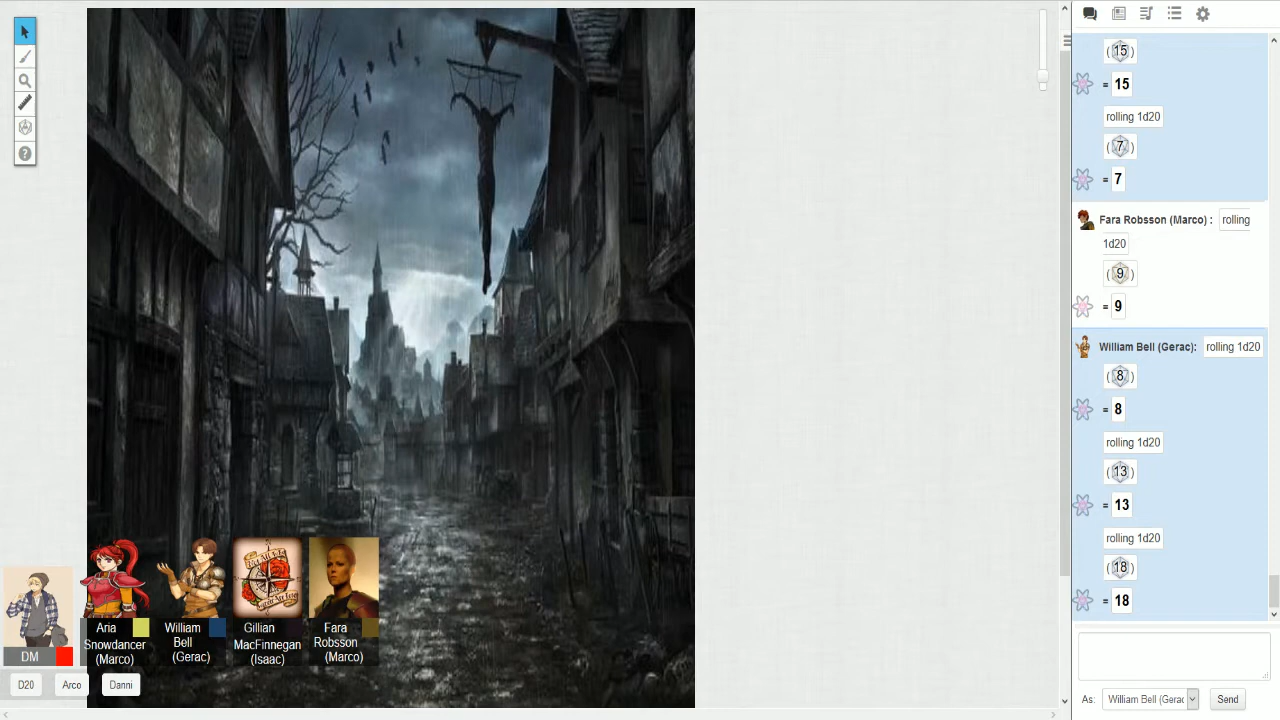 15
= 15
rolling 1d20
7
= 7
Fara Robsson (Marco) : rolling
1d20
9
= 9
William Bell (Gerac): rolling 1d20
8
= 8
rolling 1d20
13
= 13
rolling 1d20
18
= 18
As: William Bell (Gerac
Send
DM
Aria
Snowdancer
(Marco)
William
Bell
(Gerac)
Gillian
MacFinnegan
(Isaac)
Fara
Robsson
(Marco)
D20 Arco Danni